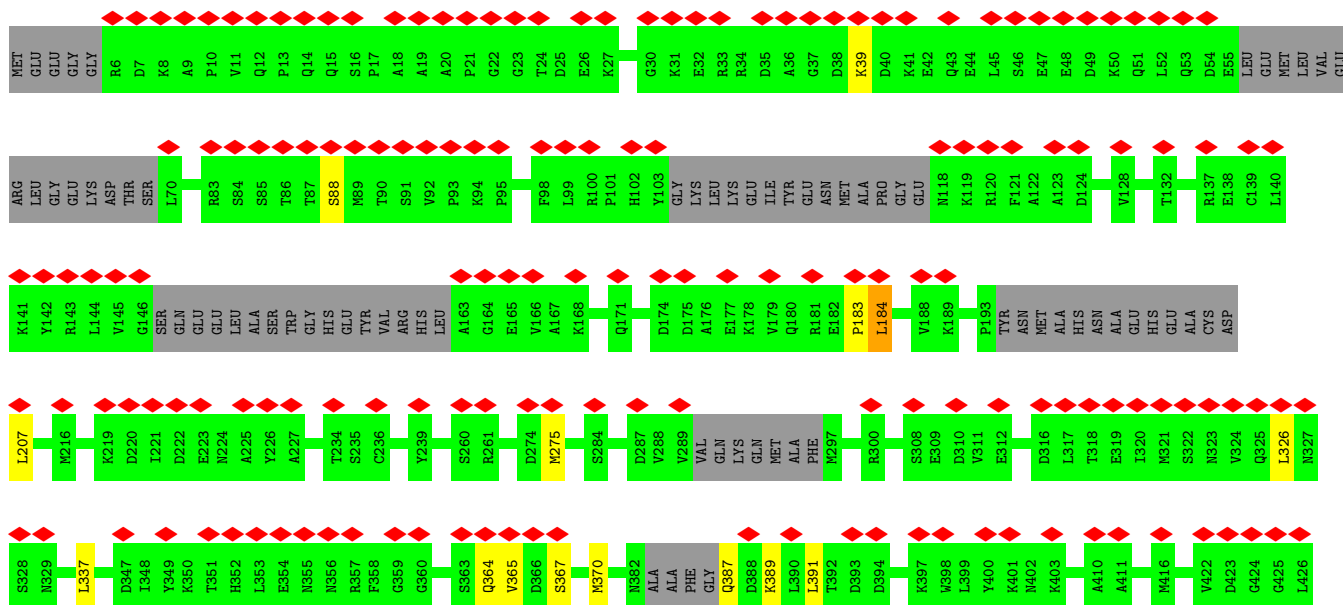 MET GLU GLU GLY GLY R6 D7 K8 A9 P10 V11 Q12 P13 Q14 Q15 S16 P17 A18 A19 A20 P21 G22 G23 T24 D25 E26 K27 G30 K31 E32 R33 R34 D35 A36 G37 D38 K39 D40 K41 E42 Q43 E44 L45 S46 E47 E48 D49 K50 Q51 L52 Q53 D54 E55 LEU GLU MET LEU VAL GLU
ARG LEU GLY GLU LYS ASP THR SER L70 R83 S84 S85 T86 T87 S88 M89 T90 S91 V92 P93 K94 P95 F98 L99 R100 P101 H102 Y103 GLY LYS LEU LYS GLU ILE TYR GLU ASN MET ALA PRO GLY GLU N118 K119 R120 F121 A122 A123 D124 V128 T132 R137 E138 C139 L140
K141 Y142 R143 L144 Y145 G146 SER GLN GLU GLU LEU ALA SER TRP GLY HIS GLU TYR VAL ARG HIS LEU A163 G164 E165 V166 A167 K168 Q171 D174 D175 A176 E177 K178 V179 Q180 R181 E182 P183 L184 V188 K189 P193 TYR ASN MET ALA HIS ASN ALA GLU HIS GLU ALA CYS ASP
L207 M216 K219 D220 I221 D222 E223 N224 A225 Y226 A227 T234 S235 C236 Y239 S260 R261 D274 M275 S284 D287 V288 V289 VAL GLN LYS GLN MET ALA PHE M297 R300 S308 E309 D310 V311 E312 D316 L317 T318 E319 I320 M321 S322 N323 V324 Q325 L326 N327
S328 N329 L337 D347 I348 Y349 K350 T351 H352 L353 E354 N355 N356 R357 F358 G359 G360 S363 Q364 V365 D366 S367 M370 N382 ALA ALA PHE GLY Q387 D388 K389 L390 L391 T392 D393 D394 K397 W398 L399 Y400 K401 N402 K403 A410 A411 M416 V422 D423 G424 G425 L426